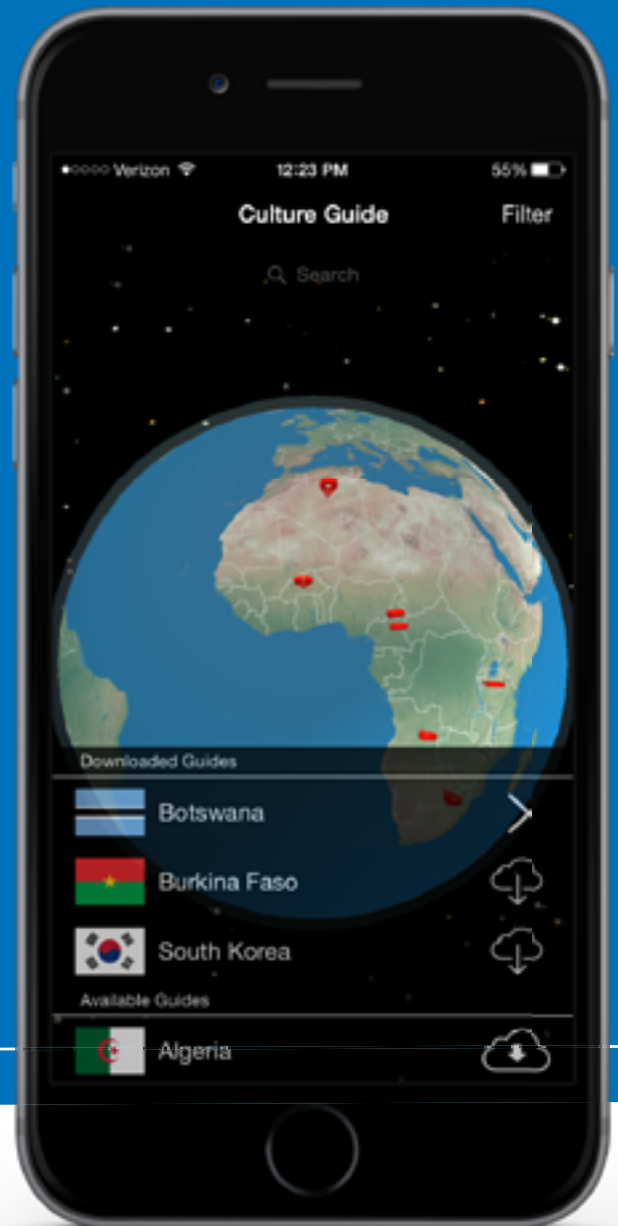 Verizon 12:23 PM 55%
Culture Guide Filter
Search
Downloaded Guides
Botswana
Burkina Faso
South Korea
Available Guides
Algeria